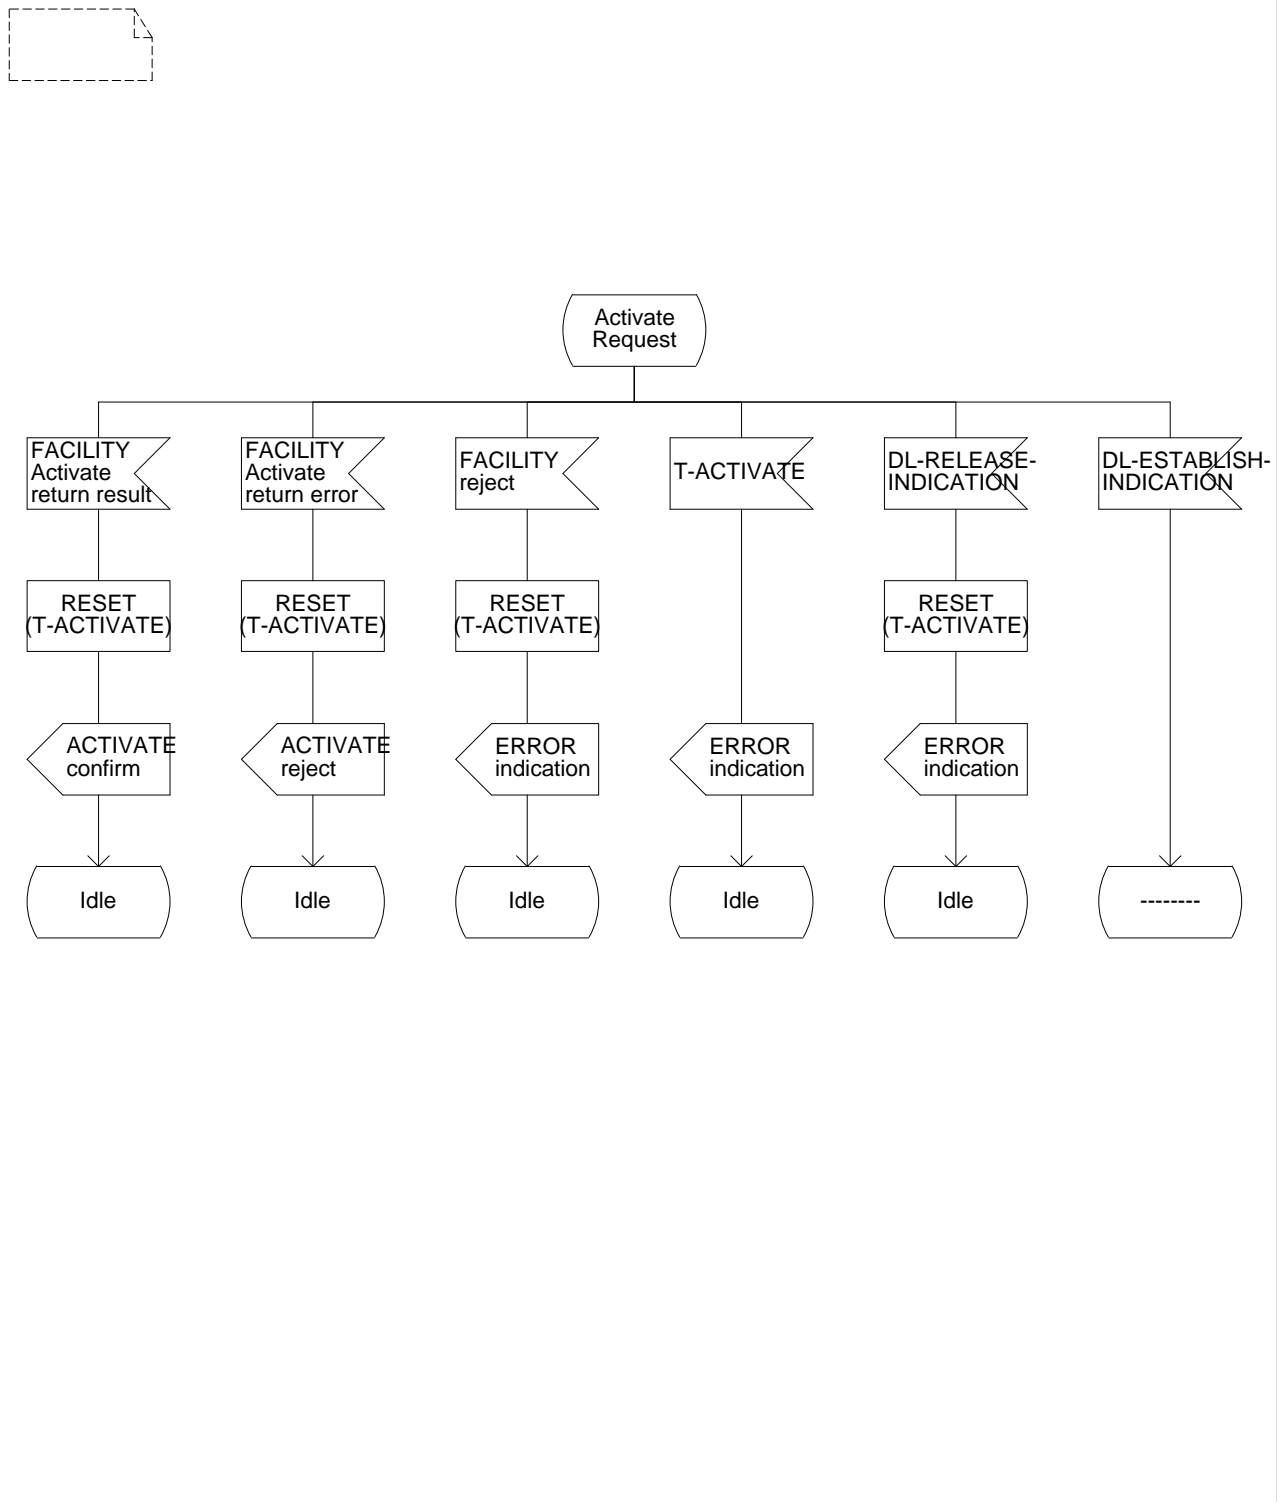 Activate
Request
FACILITY
Activate
return result
FACILITY
Activate
return error
FACILITY
reject
T-ACTIVATE
DL-RELEASE-
INDICATION
DL-ESTABLISH-
INDICATION
RESET
(T-ACTIVATE)
RESET
(T-ACTIVATE)
RESET
(T-ACTIVATE)
RESET
(T-ACTIVATE)
ACTIVATE
confirm
ACTIVATE
reject
ERROR
indication
ERROR
indication
ERROR
indication
Idle
Idle
Idle
Idle
Idle
--------